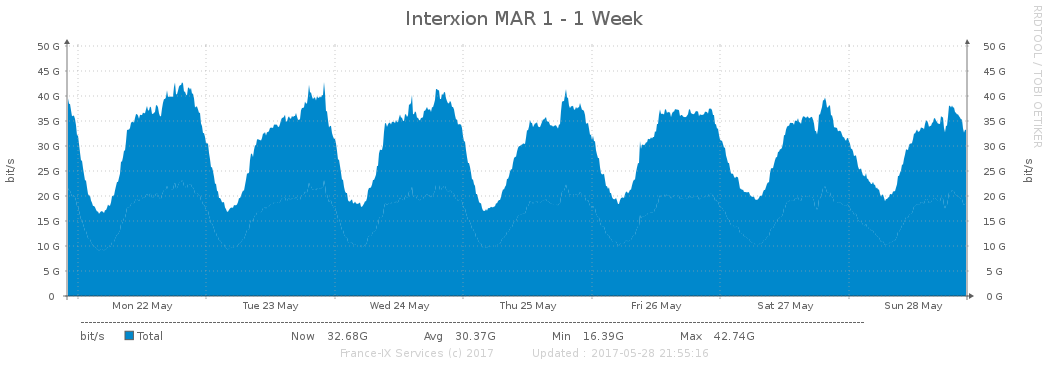 Interxion MAR 1 - 1 Week
RRDTOOL / TOBI OETIKER
bit/s
50 G 50 G
45 G 45 G
40 G 40 G
35 G 35 G
30 G 30 G
25 G 25 G
20 G 20 G
15 G 15 G
10 G 10 G
5 G 5 G
0 0 G
bit/s
Mon 22 May Tue 23 May Wed 24 May Thu 25 May Fri 26 May Sat 27 May Sun 28 May
bit/s Total Now 32.68G Avg 30.37G Min 16.39G Max 42.74G
France-IX Services (c) 2017 Updated : 2017-05-28 21:55:16